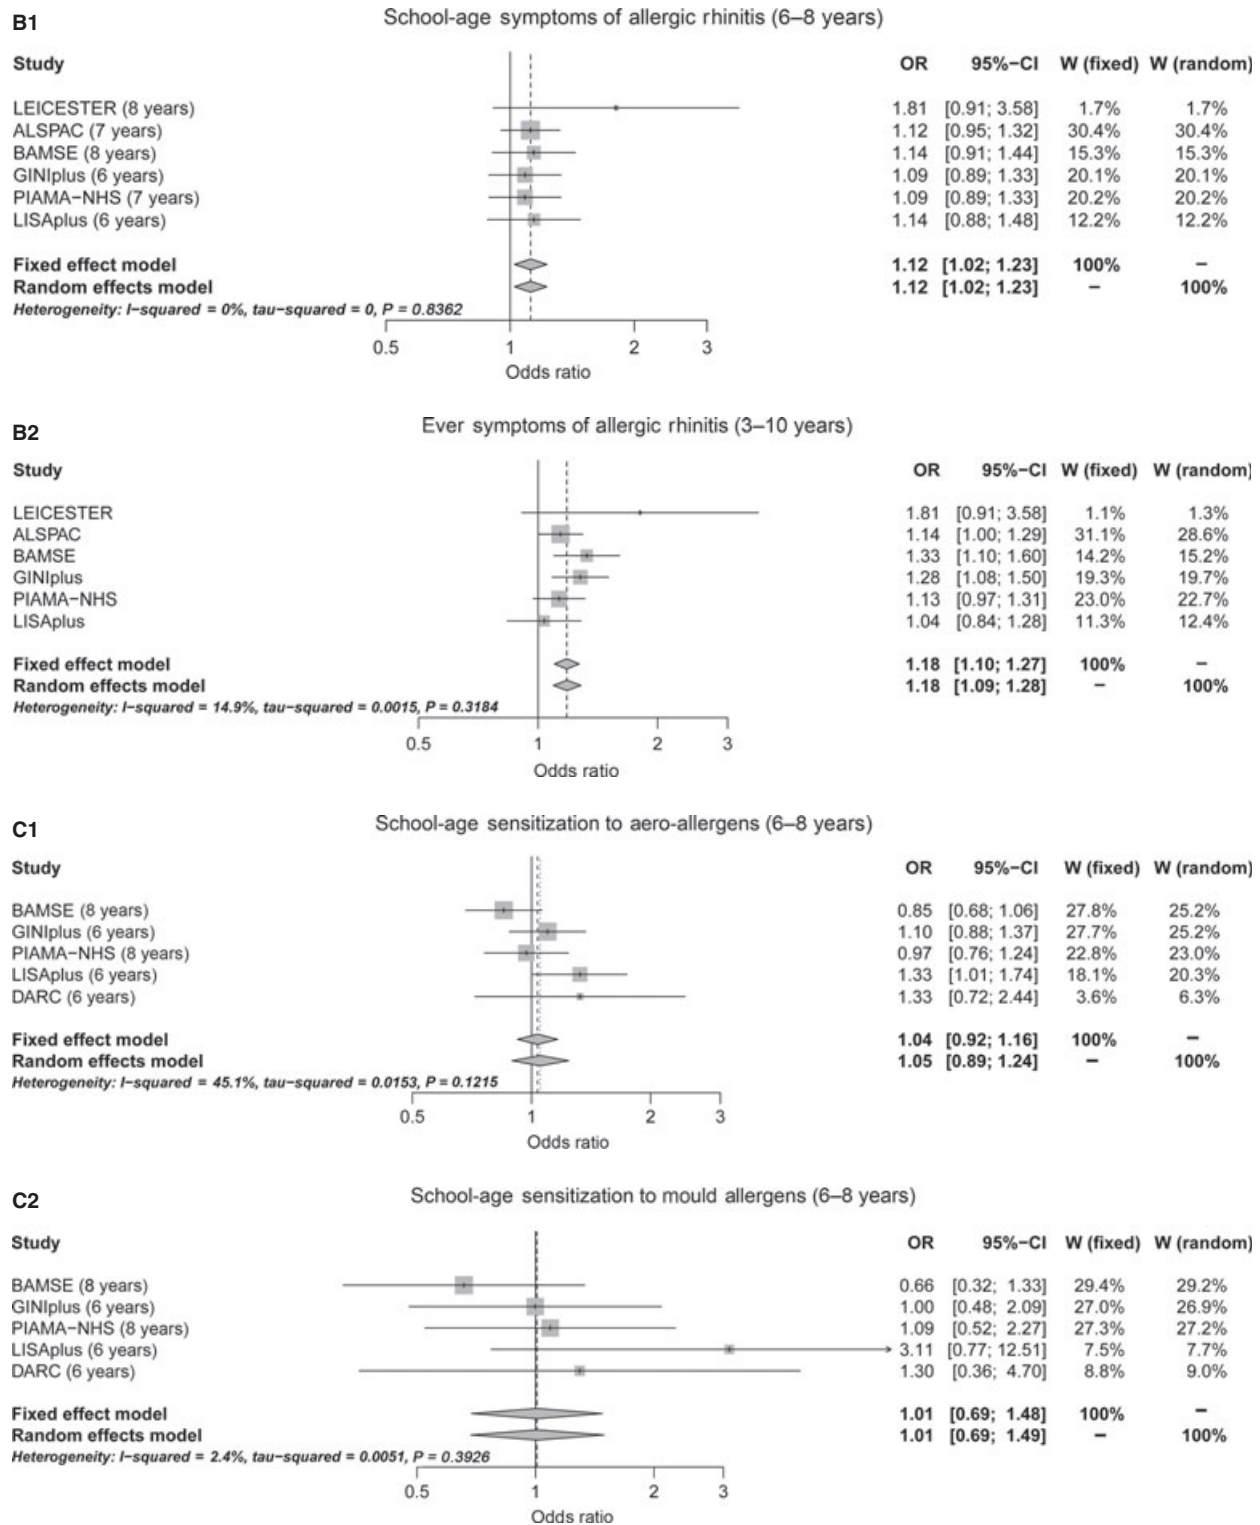 B1
School-age symptoms of allergic rhinitis (6–8 years)
Study OR 95%−CI W (fixed) W (random)
LEICESTER (8 years) 1.81 [0.91; 3.58] 1.7% 1.7%
ALSPAC (7 years) 1.12 [0.95; 1.32] 30.4% 30.4%
BAMSE (8 years) 1.14 [0.91; 1.44] 15.3% 15.3%
GINIplus (6 years) 1.09 [0.89; 1.33] 20.1% 20.1%
PIAMA−NHS (7 years) 1.09 [0.89; 1.33] 20.2% 20.2%
LISAplus (6 years) 1.14 [0.88; 1.48] 12.2% 12.2%
Fixed effect model 1.12 [1.02; 1.23] 100% −
Random effects model 1.12 [1.02; 1.23] − 100%
Heterogeneity: I−squared = 0%, tau−squared = 0, P = 0.8362
0.5 1 2 3
Odds ratio
B2
Ever symptoms of allergic rhinitis (3–10 years)
Study OR 95%−CI W (fixed) W (random)
LEICESTER 1.81 [0.91; 3.58] 1.1% 1.3%
ALSPAC 1.14 [1.00; 1.29] 31.1% 28.6%
BAMSE 1.33 [1.10; 1.60] 14.2% 15.2%
GINIplus 1.28 [1.08; 1.50] 19.3% 19.7%
PIAMA−NHS 1.13 [0.97; 1.31] 23.0% 22.7%
LISAplus 1.04 [0.84; 1.28] 11.3% 12.4%
Fixed effect model 1.18 [1.10; 1.27] 100% −
Random effects model 1.18 [1.09; 1.28] − 100%
Heterogeneity: I−squared = 14.9%, tau−squared = 0.0015, P = 0.3184
0.5 1 2 3
Odds ratio
C1
School-age sensitization to aero-allergens (6–8 years)
Study OR 95%−CI W (fixed) W (random)
BAMSE (8 years) 0.85 [0.68; 1.06] 27.8% 25.2%
GINIplus (6 years) 1.10 [0.88; 1.37] 27.7% 25.2%
PIAMA−NHS (8 years) 0.97 [0.76; 1.24] 22.8% 23.0%
LISAplus (6 years) 1.33 [1.01; 1.74] 18.1% 20.3%
DARC (6 years) 1.33 [0.72; 2.44] 3.6% 6.3%
Fixed effect model 1.04 [0.92; 1.16] 100% −
Random effects model 1.05 [0.89; 1.24] − 100%
Heterogeneity: I−squared = 45.1%, tau−squared = 0.0153, P = 0.1215
0.5 1 2 3
Odds ratio
C2
School-age sensitization to mould allergens (6–8 years)
Study OR 95%−CI W (fixed) W (random)
BAMSE (8 years) 0.66 [0.32; 1.33] 29.4% 29.2%
GINIplus (6 years) 1.00 [0.48; 2.09] 27.0% 26.9%
PIAMA−NHS (8 years) 1.09 [0.52; 2.27] 27.3% 27.2%
LISAplus (6 years) 3.11 [0.77; 12.51] 7.5% 7.7%
DARC (6 years) 1.30 [0.36; 4.70] 8.8% 9.0%
Fixed effect model 1.01 [0.69; 1.48] 100% −
Random effects model 1.01 [0.69; 1.49] − 100%
Heterogeneity: I−squared = 2.4%, tau−squared = 0.0051, P = 0.3926
0.5 1 2 3
Odds ratio